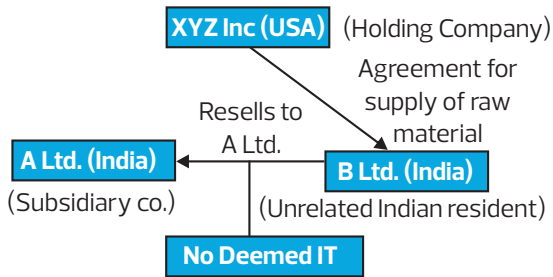 XYZ Inc (USA)
(Holding Company)
Agreement for
supply of raw
material
Resells to
A Ltd.
A Ltd. (India)
(Subsidiary co.)
B Ltd. (India)
(Unrelated Indian resident)
No Deemed IT